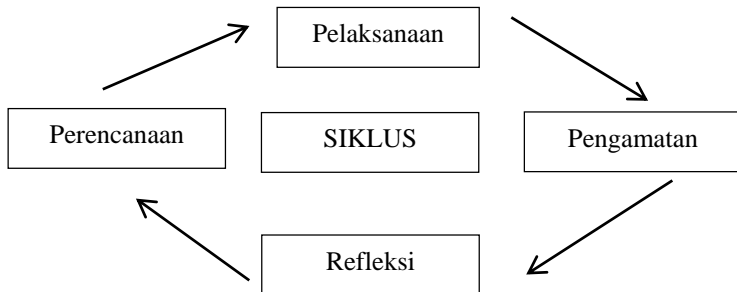 Pelaksanaan
Perencanaan
SIKLUS
Pengamatan
Refleksi